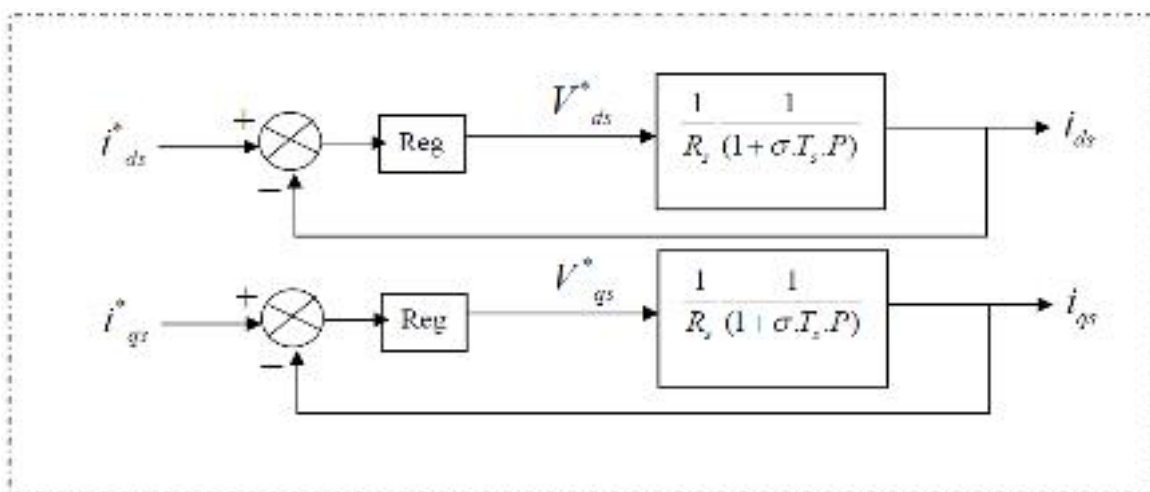 +
i*ds
Reg
V*ds
1 1
Rs (1+ σ.Ts.P)
ids
−
+
i*qs
Reg
V*qs
1 1
Rs (1+ σ.Ts.P)
iqs
−